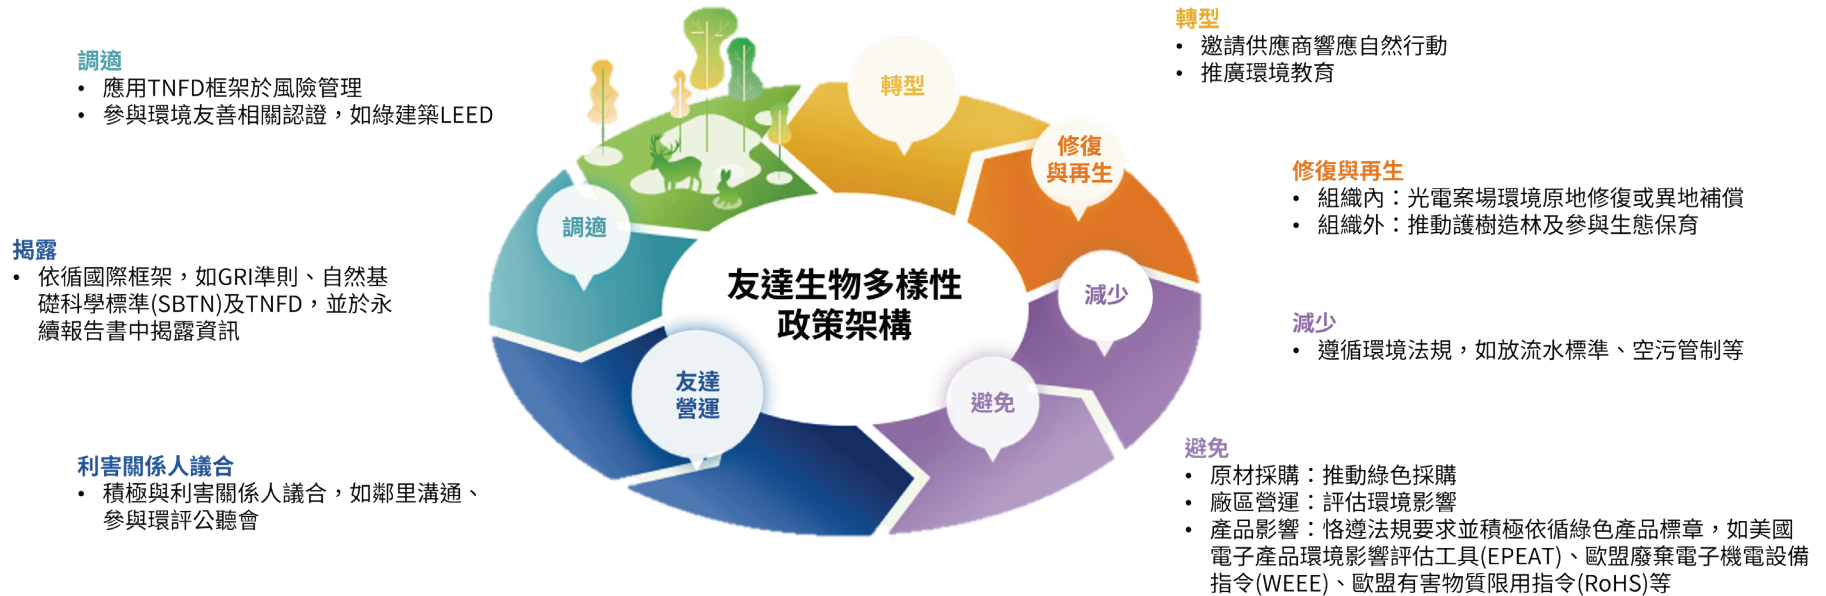 調適
• 應用TNFD框架於風險管理
• 參與環境友善相關認證，如綠建築LEED
揭露
• 依循國際框架，如GRI準則、自然基
礎科學標準(SBTN)及TNFD，並於永
續報告書中揭露資訊
利害關係人議合
• 積極與利害關係人議合，如鄰里溝通、
參與環評公聽會
轉型
修復
與再生
調適
減少
友達生物多樣性
政策架構
友達
營運
避免
轉型
• 邀請供應商響應自然行動
• 推廣環境教育
修復與再生
• 組織內：光電案場環境原地修復或異地補償
• 組織外：推動護樹造林及參與生態保育
減少
• 遵循環境法規，如放流水標準、空污管制等
避免
• 原材採購：推動綠色採購
• 廠區營運：評估環境影響
• 產品影響：恪遵法規要求並積極依循綠色產品標章，如美國
電子產品環境影響評估工具(EPEAT)、歐盟廢棄電子機電設備
指令(WEEE)、歐盟有害物質限用指令(RoHS)等